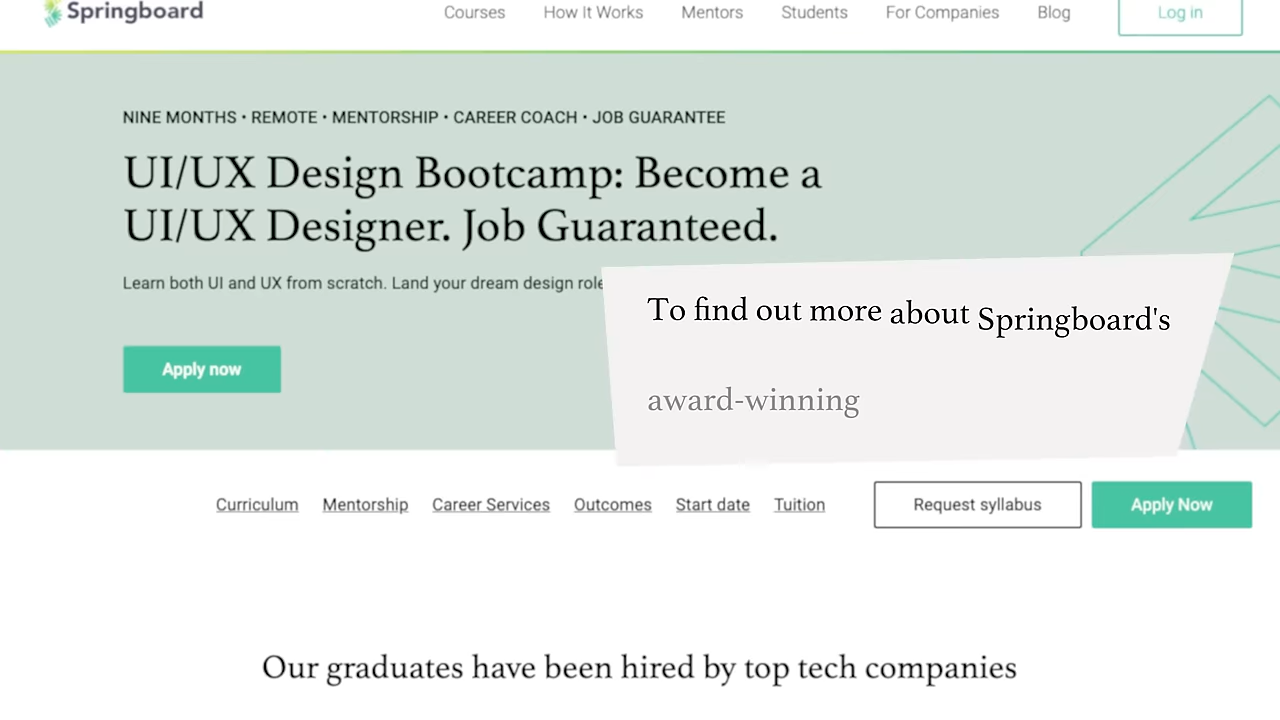 Springboard
Courses How It Works Mentors Students For Companies Blog Log in
NINE MONTHS • REMOTE • MENTORSHIP • CAREER COACH • JOB GUARANTEE
UI/UX Design Bootcamp: Become a
UI/UX Designer. Job Guaranteed.
Learn both UI and UX from scratch. Land your dream design role
To find out more about Springboard's
award-winning
Apply now
Curriculum Mentorship Career Services Outcomes Start date Tuition Request syllabus Apply Now
Our graduates have been hired by top tech companies